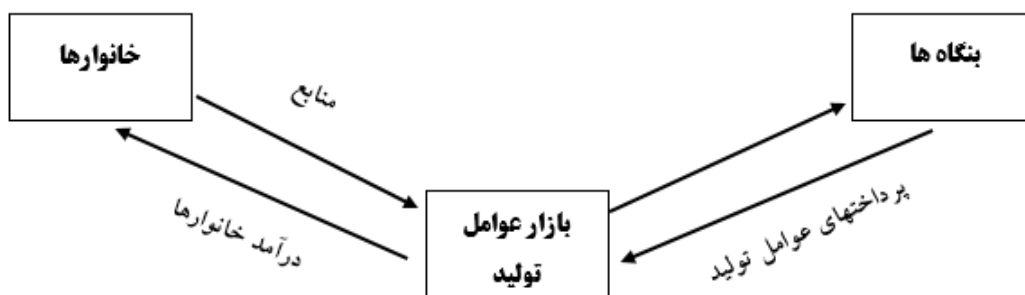 خانوارها
بنگاه ها
منابع
درآمد خانوارها
پرداختهای عوامل تولید
بازار عوامل
تولید